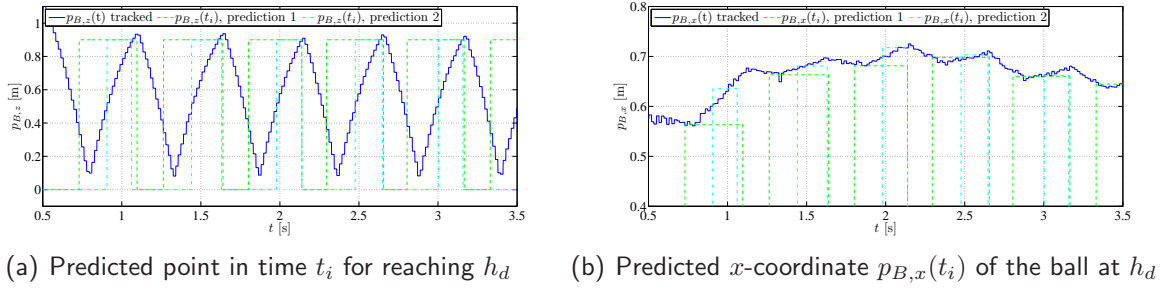 p_{B,z}(t) tracked p_{B,z}(t_i), prediction 1 p_{B,z}(t_i), prediction 2
1
0.8
0.6
0.4
0.2
0
p_{B,z} [m]
0.5 1 1.5 2 2.5 3 3.5
t [s]
(a) Predicted point in time t_i for reaching h_d
p_{B,x}(t) tracked p_{B,x}(t_i), prediction 1 p_{B,x}(t_i), prediction 2
0.8
0.7
0.6
0.5
0.4
p_{B,x} [m]
0.5 1 1.5 2 2.5 3 3.5
t [s]
(b) Predicted x-coordinate p_{B,x}(t_i) of the ball at h_d